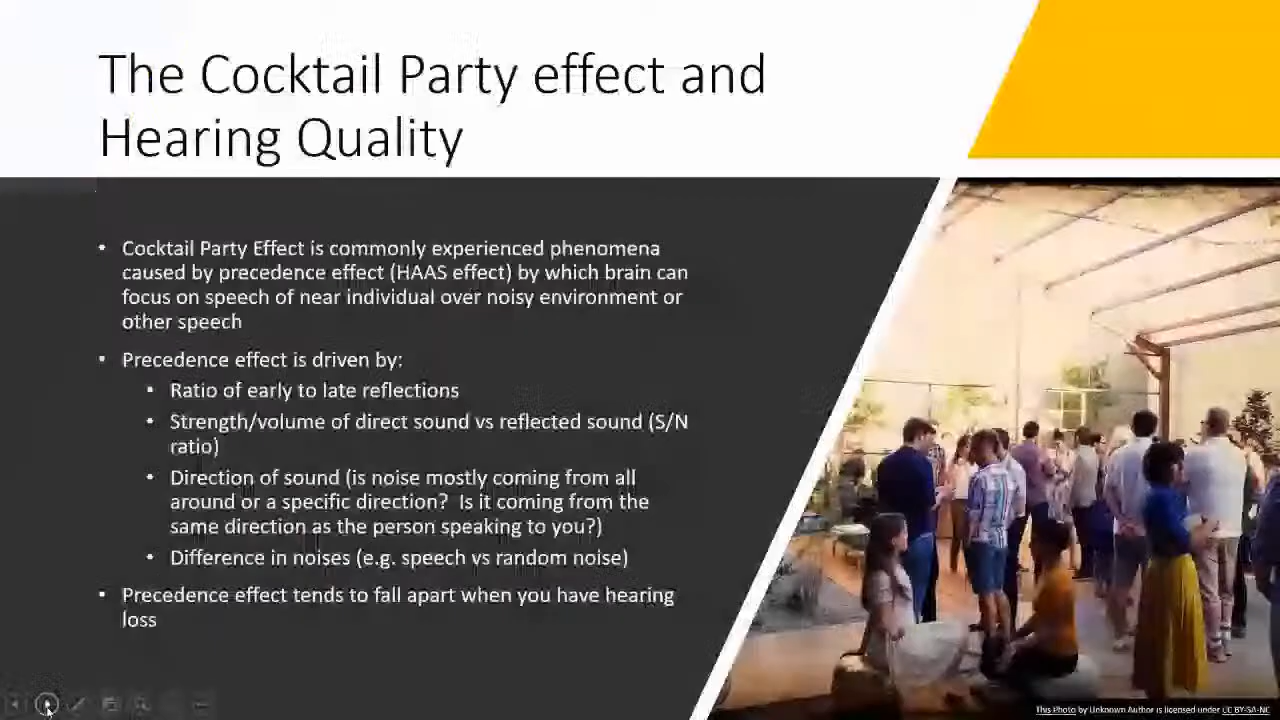 The Cocktail Party effect and
Hearing Quality
• Cocktail Party Effect is commonly experienced phenomena
caused by precedence effect (HAAS effect) by which brain can
focus on speech of near individual over noisy environment or
other speech
• Precedence effect is driven by:
• Ratio of early to late reflections
• Strength/volume of direct sound vs reflected sound (S/N
ratio)
• Direction of sound (is noise mostly coming from all
around or a specific direction? Is it coming from the
same direction as the person speaking to you?)
• Difference in noises (e.g. speech vs random noise)
• Precedence effect tends to fall apart when you have hearing
loss
This Photo by Unknown Author is licensed under CC BY-SA-NC